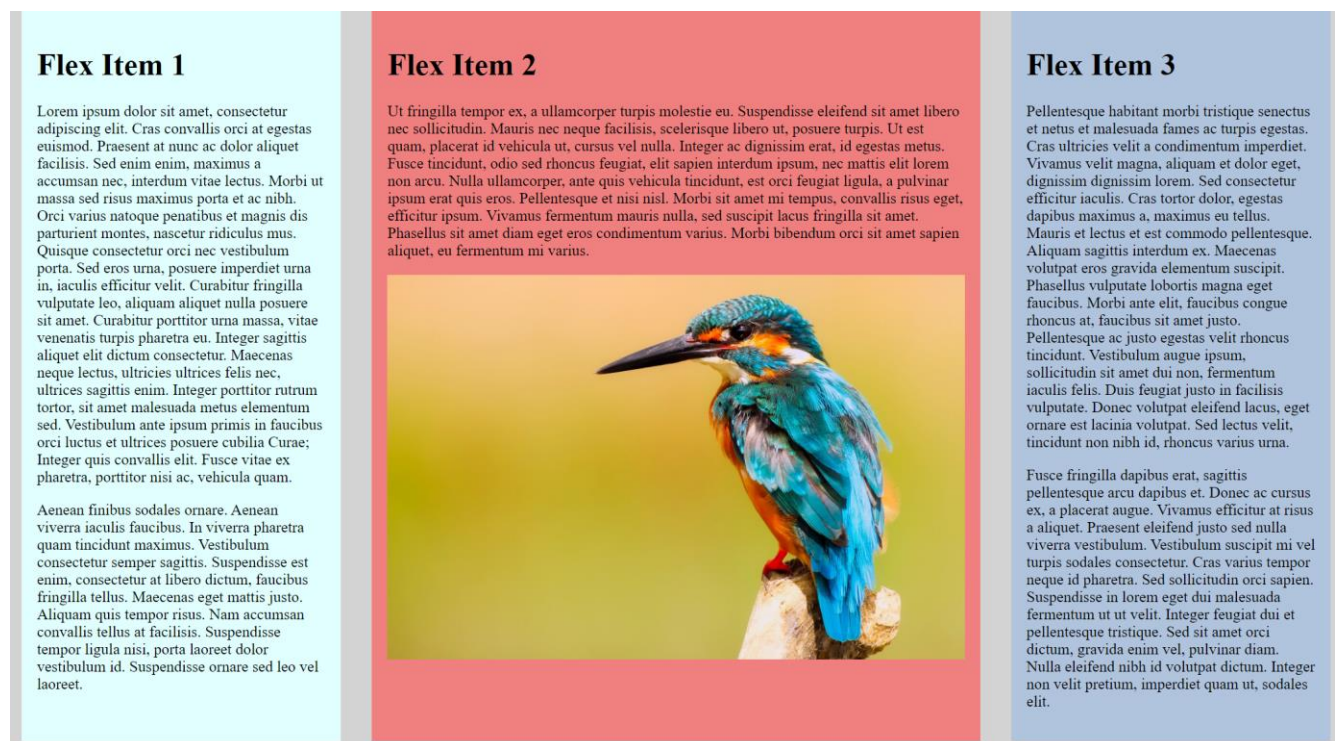 Flex Item 1
Lorem ipsum dolor sit amet, consectetur
adipiscing elit. Cras convallis orci at egestas
euismod. Praesent at nunc ac dolor aliquet
facilisis. Sed enim enim, maximus a
accumsan nec, interdum vitae lectus. Morbi ut
massa sed risus maximus porta et ac nibh.
Orci varius natoque penatibus et magnis dis
parturient montes, nascetur ridiculus mus.
Quisque consectetur orci nec vestibulum
porta. Sed eros urna, posuere imperdiet urna
in, iaculis efficitur velit. Curabitur fringilla
vulputate leo, aliquam aliquet nulla posuere
sit amet. Curabitur porttitor urna massa, vitae
venenatis turpis pharetra eu. Integer sagittis
aliquet elit dictum consectetur. Maecenas
neque lectus, ultricies ultrices felis nec,
ultrices sagittis enim. Integer porttitor rutrum
tortor, sit amet malesuada metus elementum
sed. Vestibulum ante ipsum primis in faucibus
orci luctus et ultrices posuere cubilia Curae;
Integer quis convallis elit. Fusce vitae ex
pharetra, porttitor nisi ac, vehicula quam.
Aenean finibus sodales ornare. Aenean
viverra iaculis faucibus. In viverra pharetra
quam tincidunt maximus. Vestibulum
consectetur semper sagittis. Suspendisse est
enim, consectetur at libero dictum, faucibus
fringilla tellus. Maecenas eget mattis justo.
Aliquam quis tempor risus. Nam accumsan
convallis tellus at facilisis. Suspendisse
tempor ligula nisi, porta laoreet dolor
vestibulum id. Suspendisse ornare sed leo vel
laoreet.
Flex Item 2
Ut fringilla tempor ex, a ullamcorper turpis molestie eu. Suspendisse eleifend sit amet libero
nec sollicitudin. Mauris nec neque facilisis, scelerisque libero ut, posuere turpis. Ut est
quam, placerat id vehicula ut, cursus vel nulla. Integer ac dignissim erat, id egestas metus.
Fusce tincidunt, odio sed rhoncus feugiat, elit sapien interdum ipsum, nec mattis elit lorem
non arcu. Nulla ullamcorper, ante quis vehicula tincidunt, est orci feugiat ligula, a pulvinar
ipsum erat quis eros. Pellentesque et nisi nisl. Morbi sit amet mi tempus, convallis risus eget,
efficitur ipsum. Vivamus fermentum mauris nulla, sed suscipit lacus fringilla sit amet.
Phasellus sit amet diam eget eros condimentum varius. Morbi bibendum orci sit amet sapien
aliquet, eu fermentum mi varius.
Flex Item 3
Pellentesque habitant morbi tristique senectus
et netus et malesuada fames ac turpis egestas.
Cras ultricies velit a condimentum imperdiet.
Vivamus velit magna, aliquam et dolor eget,
dignissim dignissim lorem. Sed consectetur
efficitur iaculis. Cras tortor dolor, egestas
dapibus maximus a, maximus eu tellus.
Mauris et lectus et est commodo pellentesque.
Aliquam sagittis interdum ex. Maecenas
volutpat eros gravida elementum suscipit.
Phasellus vulputate lobortis magna eget
faucibus. Morbi ante elit, faucibus congue
rhoncus at, faucibus sit amet justo.
Pellentesque ac justo egestas velit rhoncus
tincidunt. Vestibulum augue ipsum,
sollicitudin sit amet dui non, fermentum
iaculis felis. Duis feugiat justo in facilisis
vulputate. Donec volutpat eleifend lacus, eget
ornare est lacinia volutpat. Sed lectus velit,
tincidunt non nibh id, rhoncus varius urna.
Fusce fringilla dapibus erat, sagittis
pellentesque arcu dapibus et. Donec ac cursus
ex, a placerat augue. Vivamus efficitur at risus
a aliquet. Praesent eleifend justo sed nulla
viverra vestibulum. Vestibulum suscipit mi vel
turpis sodales consectetur. Cras varius tempor
neque id pharetra. Sed sollicitudin orci sapien.
Suspendisse in lorem eget dui malesuada
fermentum ut ut velit. Integer feugiat dui et
pellentesque tristique. Sed sit amet orci
dictum, gravida enim vel, pulvinar diam.
Nulla eleifend nibh id volutpat dictum. Integer
non velit pretium, imperdiet quam ut, sodales
elit.